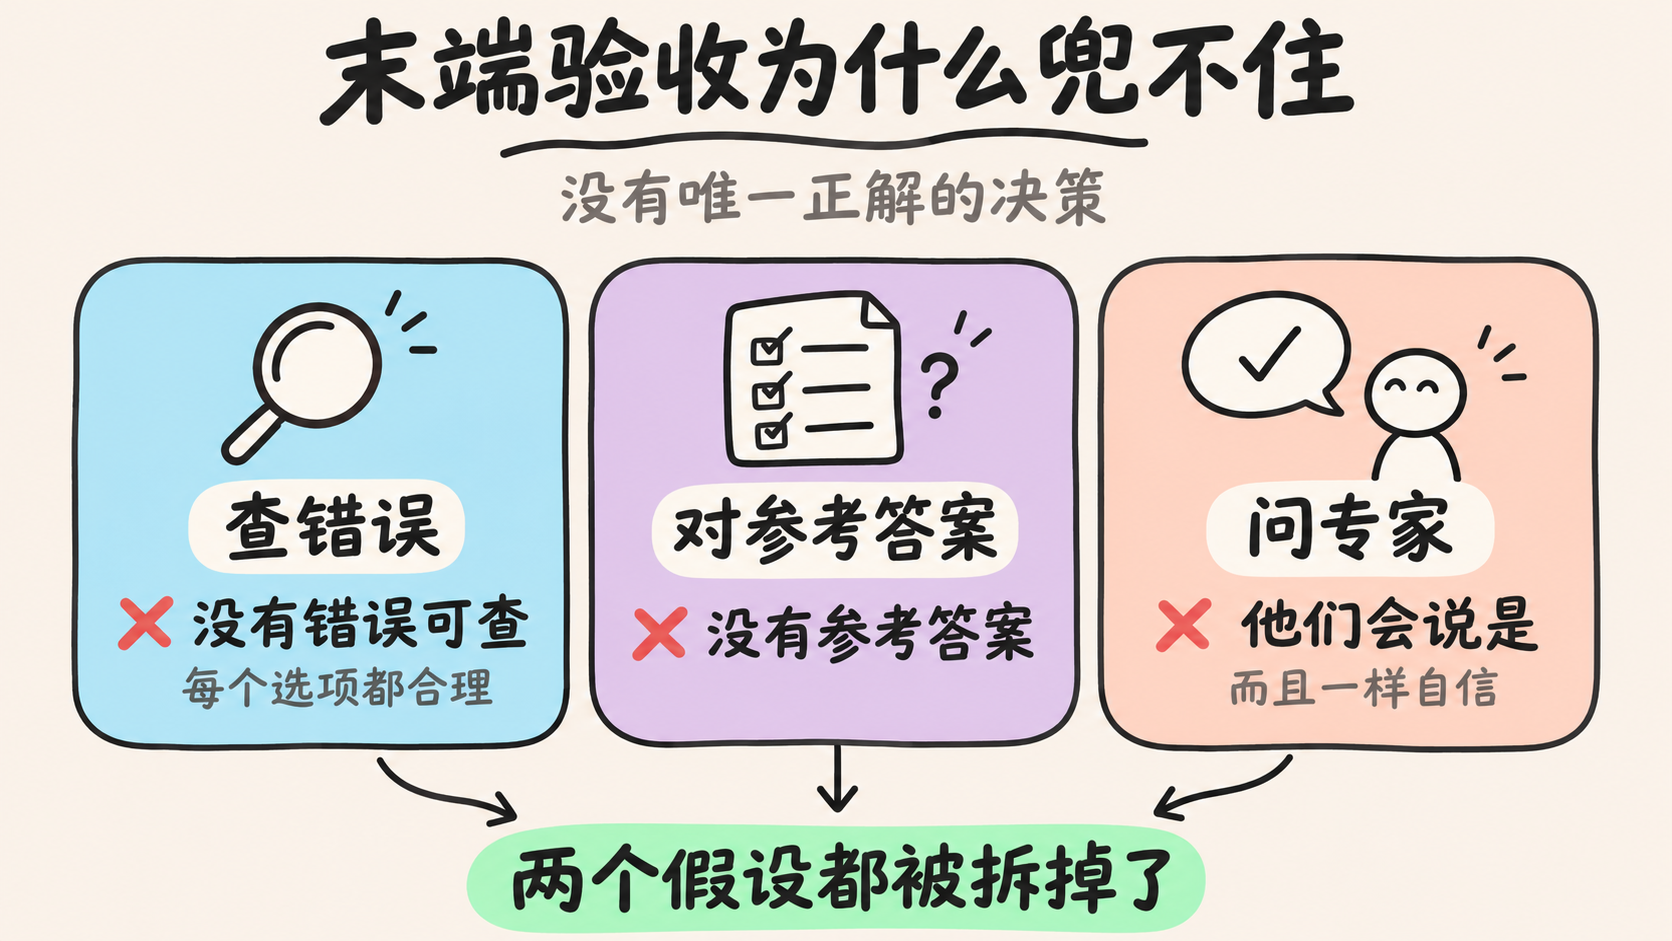 末端验收为什么兜不住
没有唯一正解的决策
查错误
❌ 没有错误可查
每个选项都合理
?
对参考答案
❌ 没有参考答案
问专家
❌ 他们会说是
而且一样自信
两个假设都被拆掉了